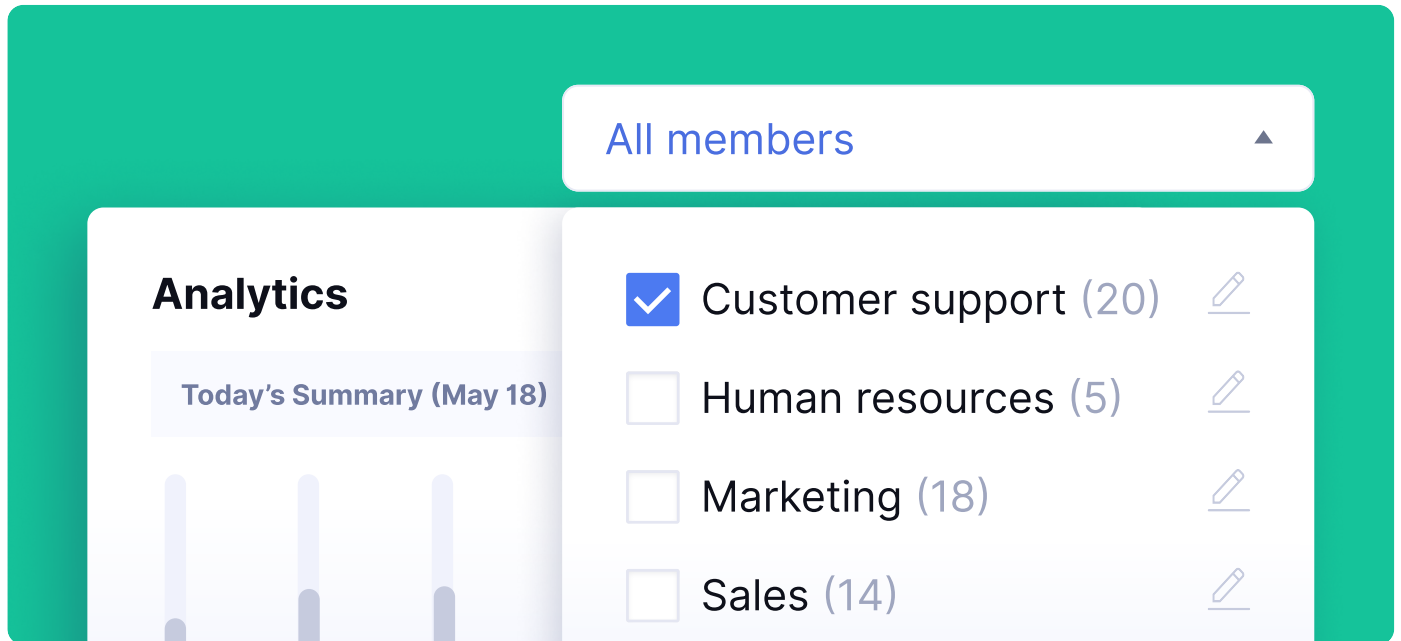 All members
Analytics
Today’s Summary (May 18)
Customer support (20)
Human resources (5)
Marketing (18)
Sales (14)